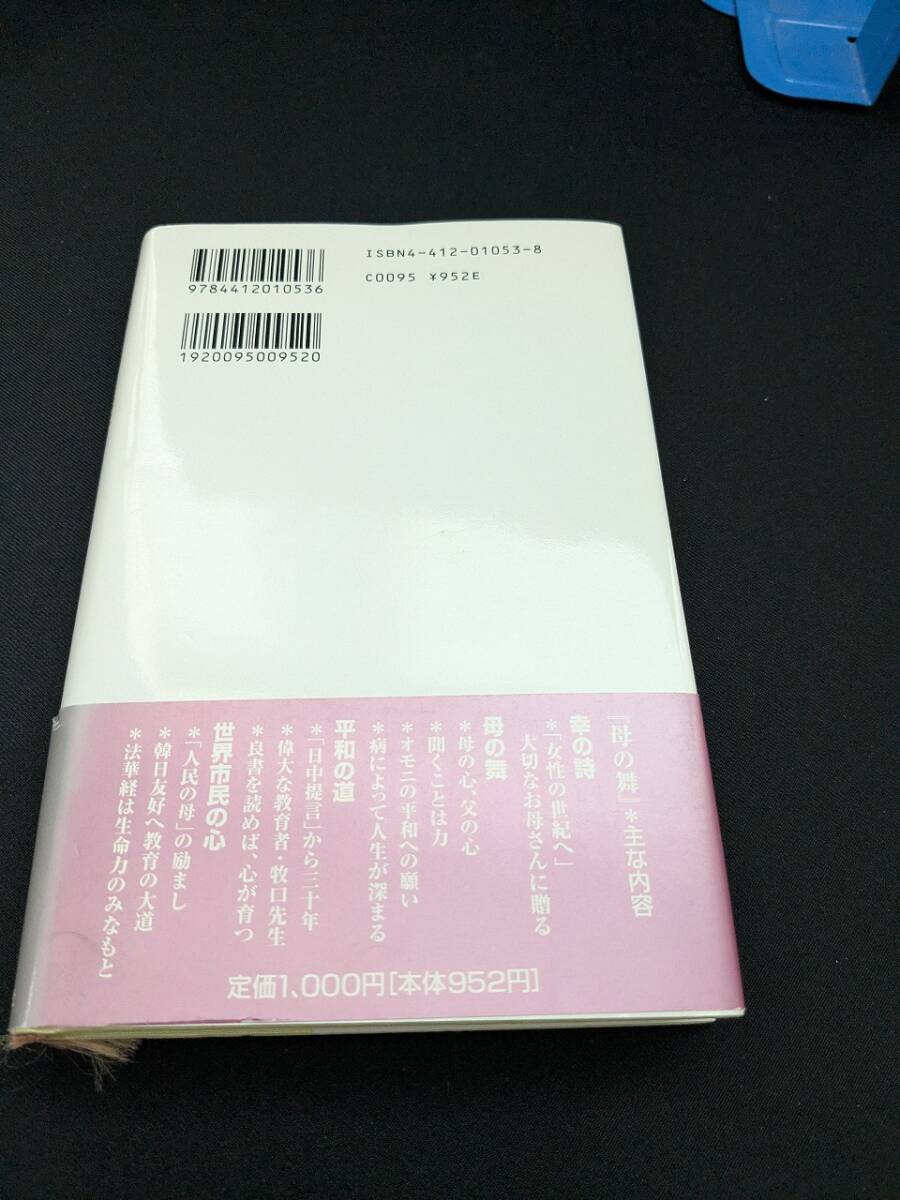 ISBN4-412-01053-8
9784412010536
C0095 ¥952E
1920095009520
『母の舞』＊主な内容
幸の詩
＊「女性の世紀へ」
大切なお母さんに贈る
母の舞
＊母の心、父の心
＊聞くことは力
＊オモニの平和への願い
＊病によって人生が深まる
平和の道
＊「日中提言」から三十年
＊偉大な教育者・牧口先生
＊良書を読めば、心が育つ
世界市民の心
＊「人民の母」の励まし
＊韓日友好へ教育の大道
＊法華経は生命力のみなもと
定価1,000円[本体952円]